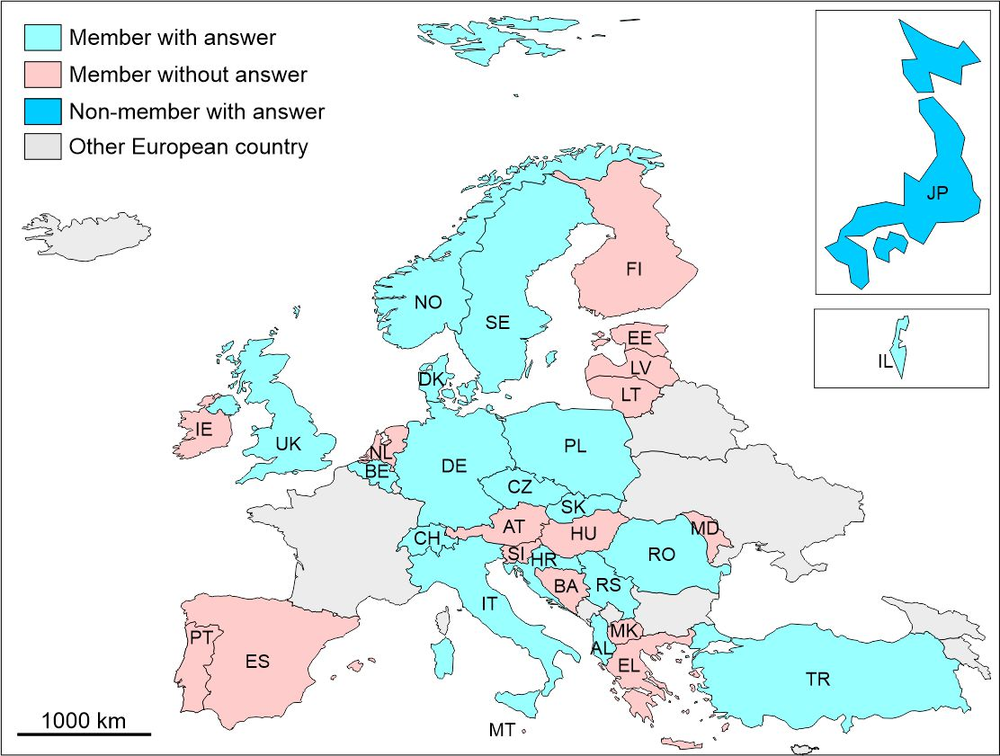 Member with answer
Member without answer
Non-member with answer
Other European country
JP
FI
NO
SE
EE
IL
LV
DK
LT
IE
UK
NL
PL
DE
BE
CZ
SK
AT
MD
HU
CH
SI
HR
RO
BA
RS
IT
MK
PT
AL
ES
EL
TR
1000 km
MT